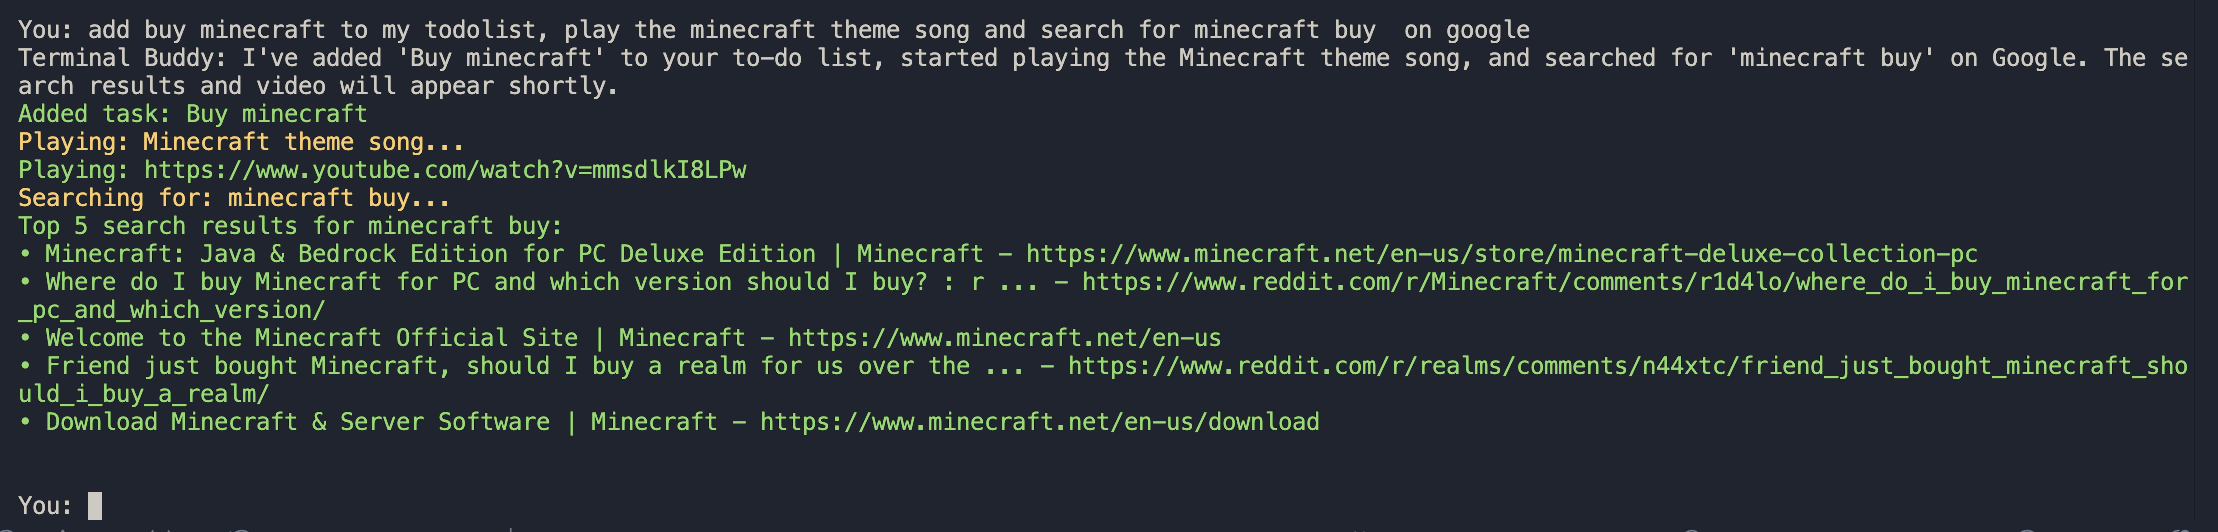 You: add buy minecraft to my todolist, play the minecraft theme song and search for minecraft buy  on google
Terminal Buddy: I've added 'Buy minecraft' to your to-do list, started playing the Minecraft theme song, and searched for 'minecraft buy' on Google. The se
arch results and video will appear shortly.
Added task: Buy minecraft
Playing: Minecraft theme song...
Playing: https://www.youtube.com/watch?v=mmsdlkI8LPw
Searching for: minecraft buy...
Top 5 search results for minecraft buy:
• Minecraft: Java & Bedrock Edition for PC Deluxe Edition | Minecraft – https://www.minecraft.net/en-us/store/minecraft-deluxe-collection-pc
• Where do I buy Minecraft for PC and which version should I buy? : r ... – https://www.reddit.com/r/Minecraft/comments/r1d4lo/where_do_i_buy_minecraft_for
_pc_and_which_version/
• Welcome to the Minecraft Official Site | Minecraft – https://www.minecraft.net/en-us
• Friend just bought Minecraft, should I buy a realm for us over the ... – https://www.reddit.com/r/realms/comments/n44xtc/friend_just_bought_minecraft_sho
uld_i_buy_a_realm/
• Download Minecraft & Server Software | Minecraft – https://www.minecraft.net/en-us/download
You: